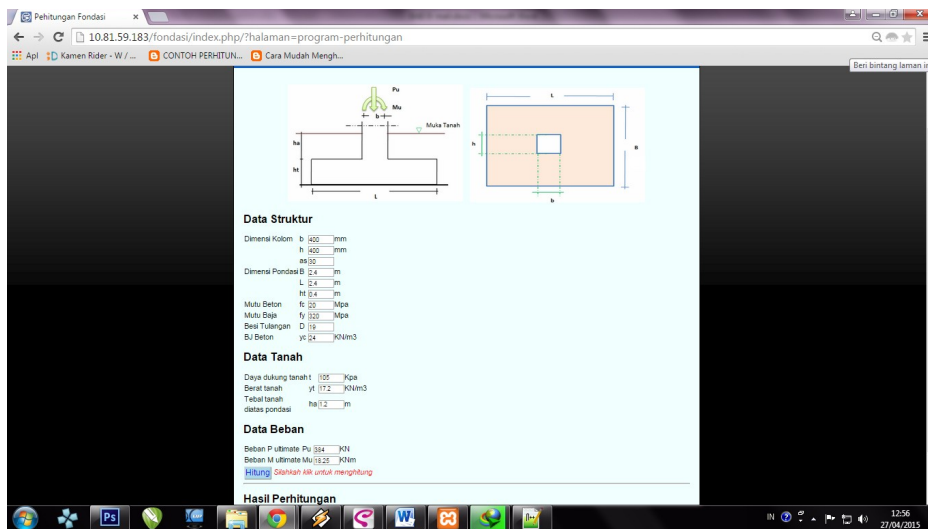 Pehitungan Fondasi
10.81.59.183/fondasi/index.php/?halaman=program-perhitungan
Apl
Kamen Rider - W / ...
CONTOH PERHITUN...
Cara Mudah Mengh...
Beri bintang laman in
Pu
Mu
b
Muka Tanah
ha
ht
L
L
h
B
b
Data Struktur
Dimensi Kolom b 400 mm
h 400 mm
as 30
Dimensi Pondasi B 2.4 m
L 2.4 m
ht 0.4 m
Mutu Beton fc 20 Mpa
Mutu Baja fy 320 Mpa
Besi Tulangan D 19
BJ Beton yc 24 KN/m3
Data Tanah
Daya dukung tanah t 105 Kpa
Berat tanah yt 17.2 KN/m3
Tebal tanah
diatas pondasi ha 1.2 m
Data Beban
Beban P ultimate Pu 384 KN
Beban M ultimate Mu 18.25 KNm
Hitung Silahkah klik untuk menghitung
Hasil Perhitungan
Ps
W
IN
12:56
27/04/2015